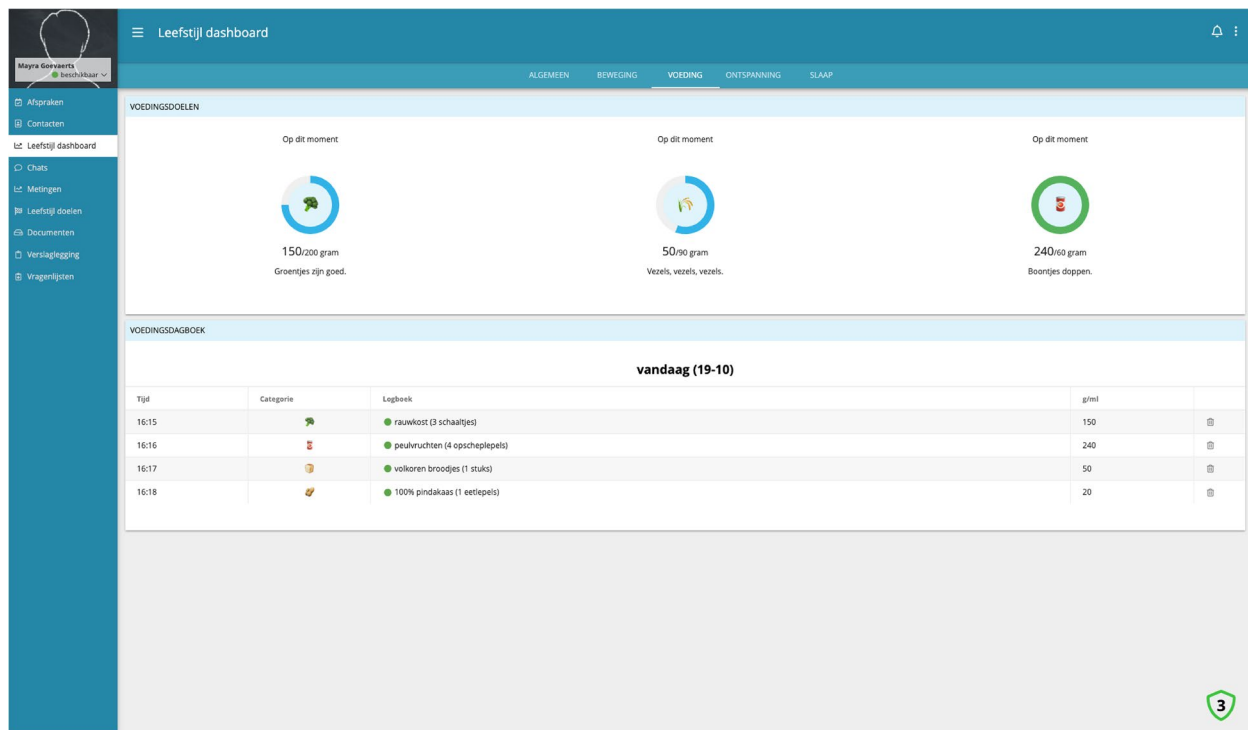 Leefstijl dashboard
Mayra Goevaerts
beschikbaar
ALGEMEEN BEWEGING VOEDING ONTSPANNING SLAAP
Afspraken
Contacten
Leefstijl dashboard
Chats
Metingen
Leefstijl doelen
Documenten
Verslaglegging
Vragenlijsten
VOEDINGSDOELEN
Op dit moment Op dit moment Op dit moment
150/200 gram 50/90 gram 240/60 gram
Groentjes zijn goed. Vezels, vezels, vezels. Boontjes doppen.
VOEDINGSDAGBOEK
vandaag (19-10)
Tijd Categorie Logboek g/ml
16:15 rauwkost (3 schaaltjes) 150
16:16 peulvruchten (4 opscheplepels) 240
16:17 volkoren broodjes (1 stuks) 50
16:18 100% pindakaas (1 eetlepels) 20
3